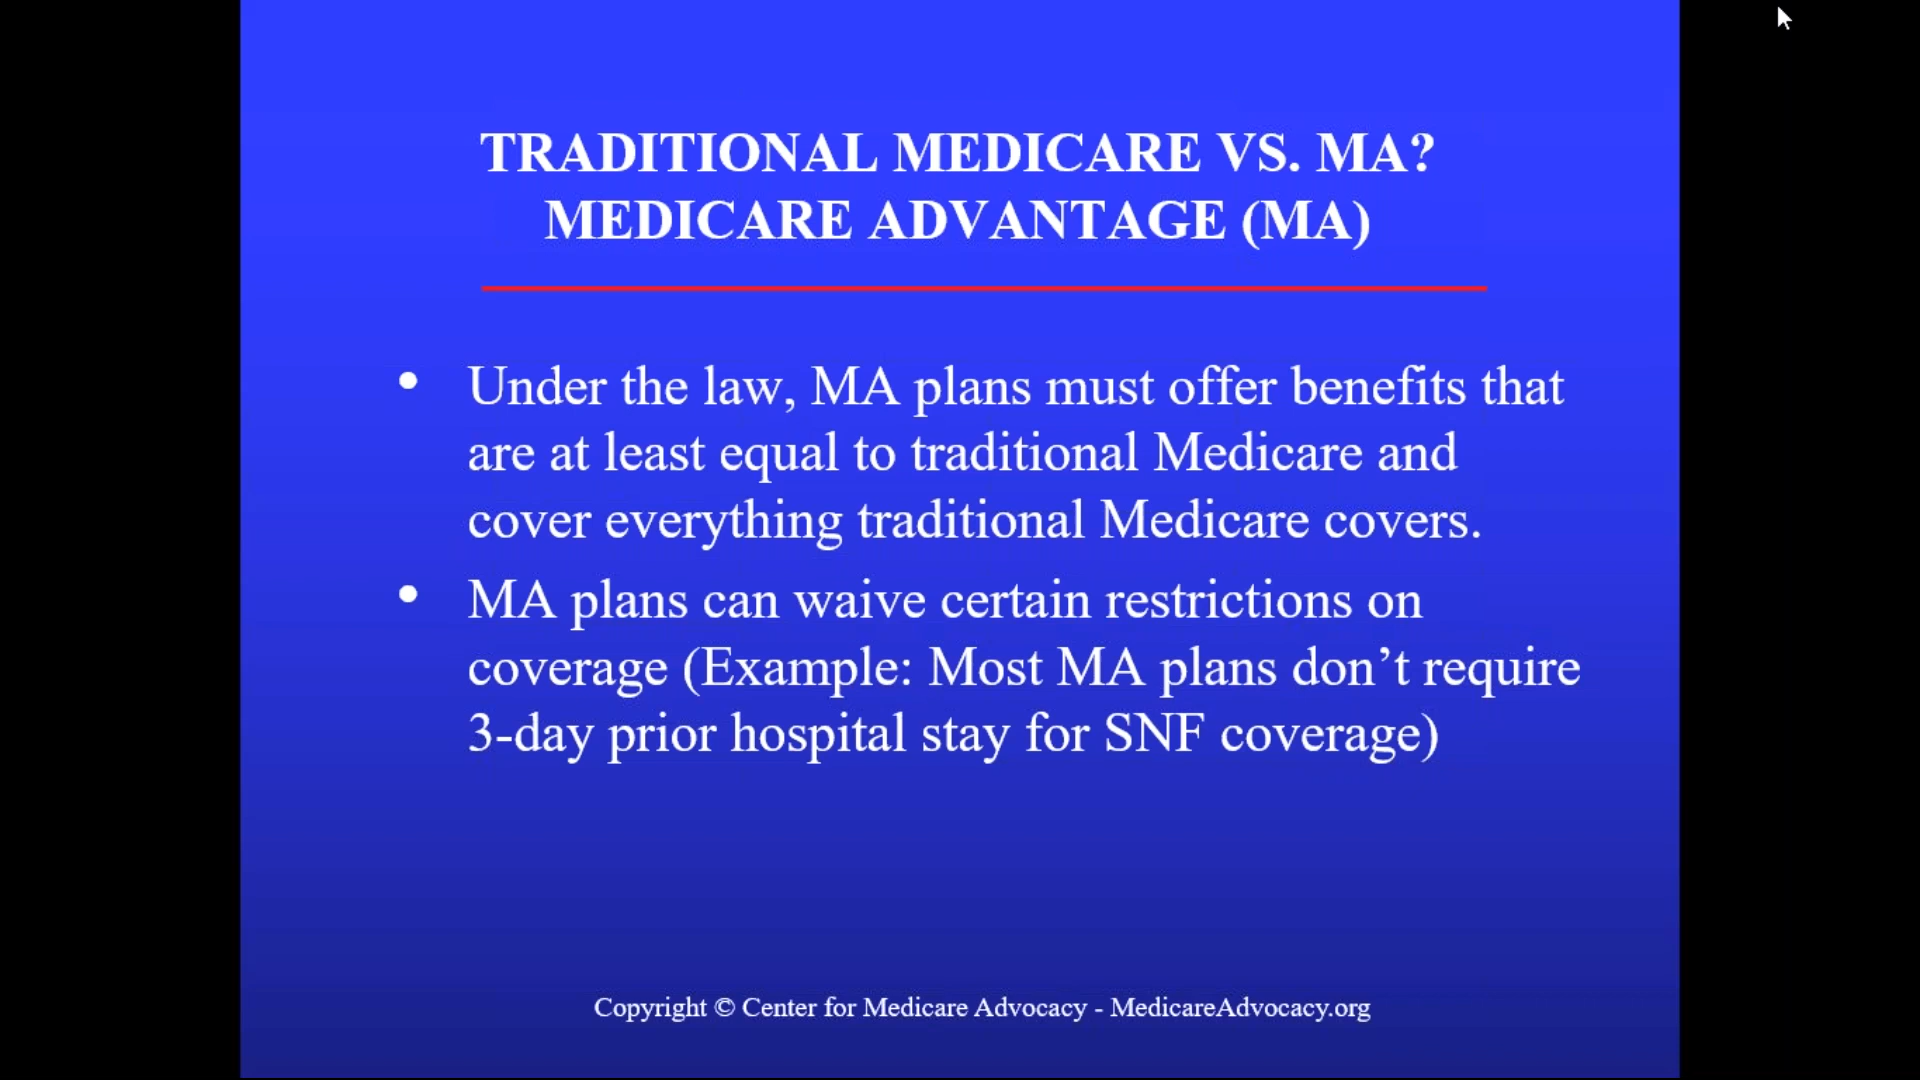 TRADITIONAL MEDICARE VS. MA?
MEDICARE ADVANTAGE (MA)
• Under the law, MA plans must offer benefits that
are at least equal to traditional Medicare and
cover everything traditional Medicare covers.
• MA plans can waive certain restrictions on
coverage (Example: Most MA plans don’t require
3-day prior hospital stay for SNF coverage)
Copyright © Center for Medicare Advocacy - MedicareAdvocacy.org